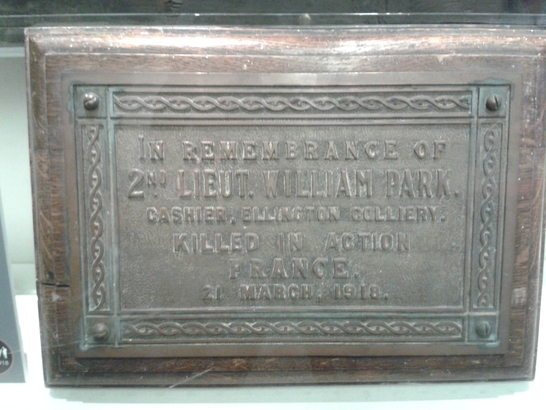 IN REMEMBRANCE OF
2ND LIEUT. WILLIAM PARK.
CASHIER, ELLINGTON COLLIERY.
KILLED IN ACTION
FRANCE.
21 MARCH, 1918.